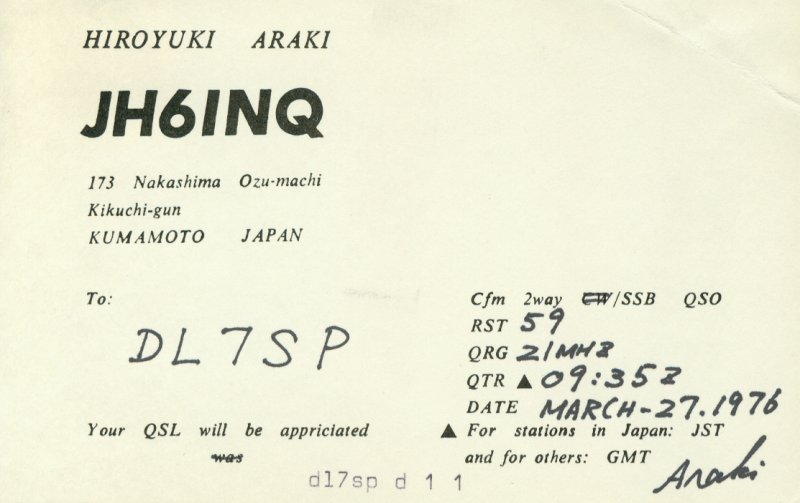 HIROYUKI ARAKI
JH6INQ
173 Nakashima Ozu-machi
Kikuchi-gun
KUMAMOTO JAPAN
To:
DL7SP
Cfm 2way CW/SSB QSO
RST 59
QRG 21MHz
QTR ▲ 09:35z
DATE MARCH-27.1976
Your QSL will be appriciated
was
▲ For stations in Japan: JST
and for others: GMT
Araki
dl7sp d 1 1